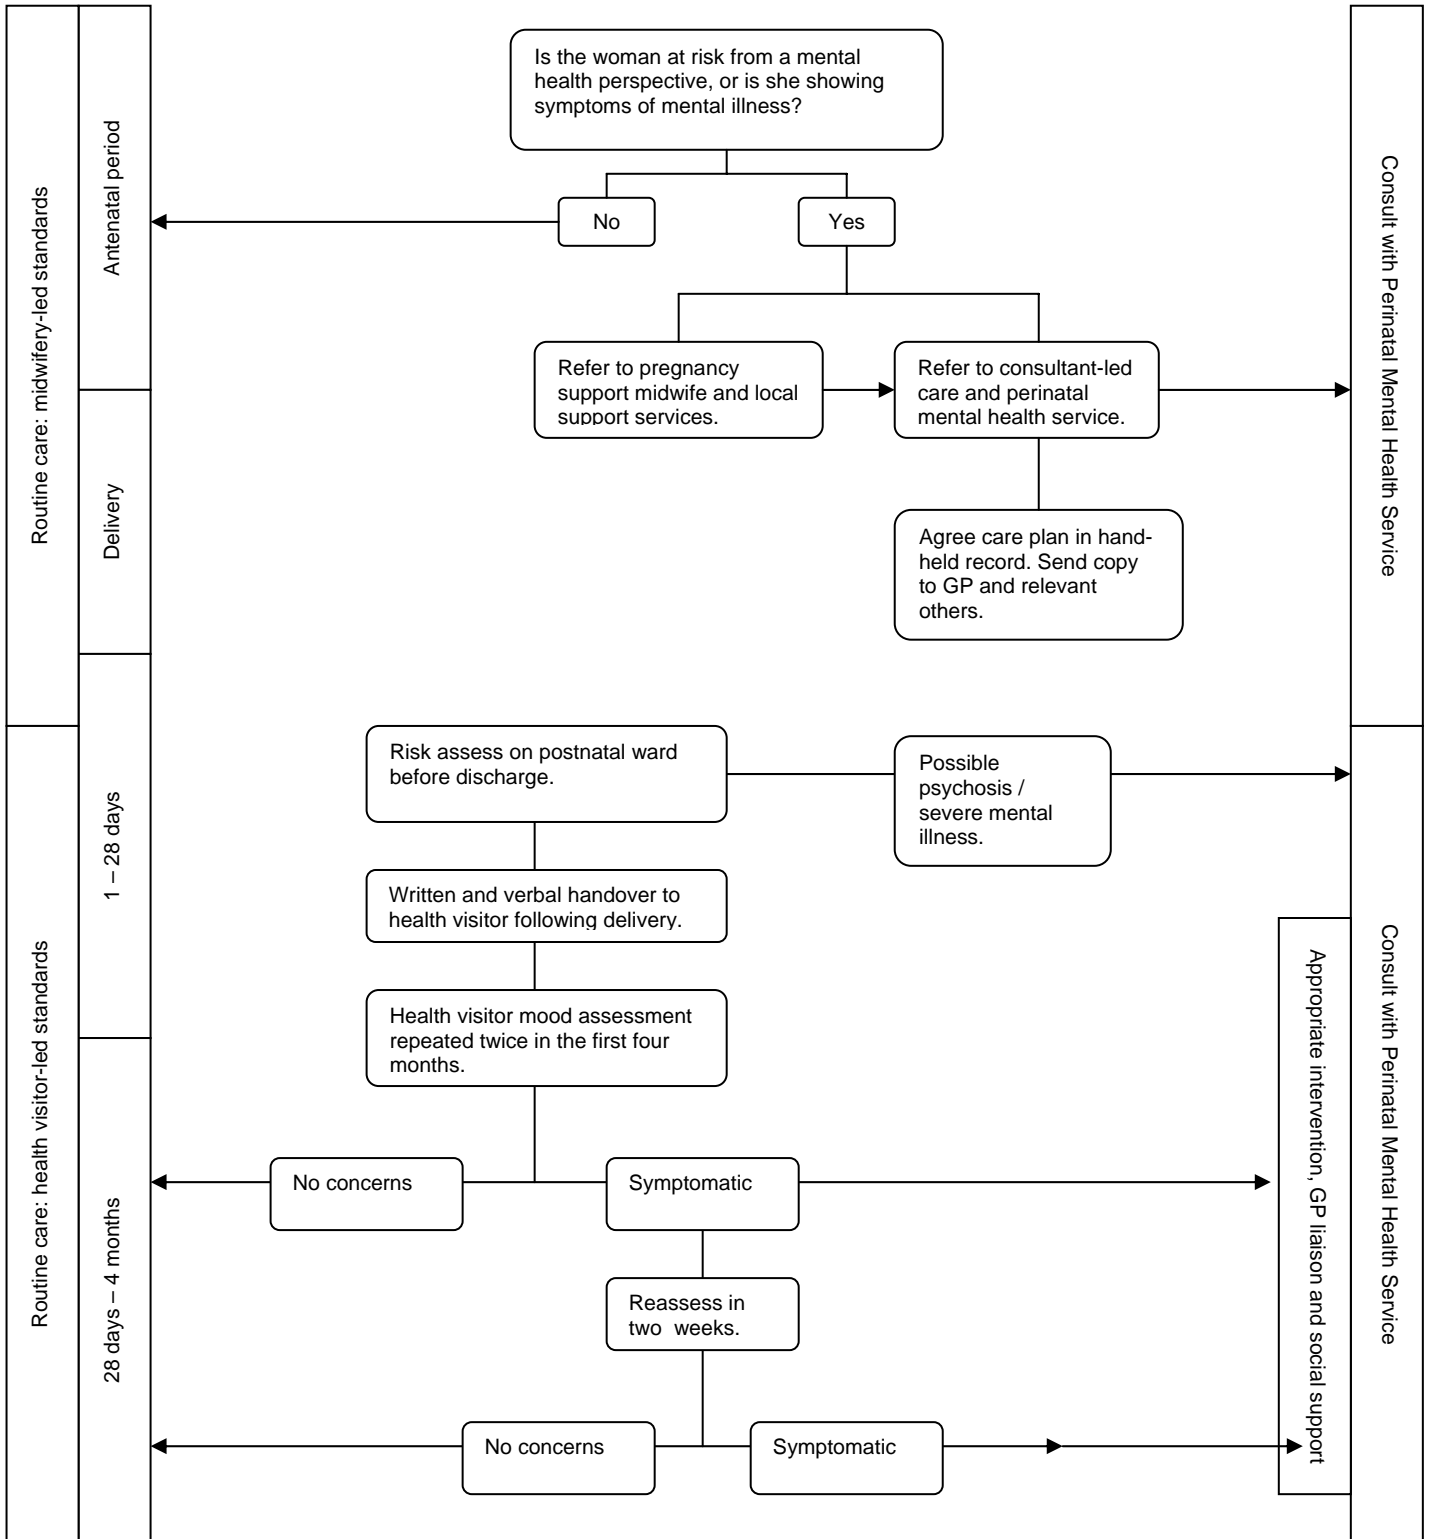 Is the woman at risk from a mental
health perspective, or is she showing
symptoms of mental illness?
No
Yes
Refer to pregnancy
support midwife and local
support services.
Refer to consultant-led
care and perinatal
mental health service.
Agree care plan in hand-
held record. Send copy
to GP and relevant
others.
Risk assess on postnatal ward
before discharge.
Possible
psychosis /
severe mental
illness.
Written and verbal handover to
health visitor following delivery.
Health visitor mood assessment
repeated twice in the first four
months.
No concerns
Symptomatic
Reassess in
two  weeks.
No concerns
Symptomatic
Routine care: midwifery-led standards
Routine care: health visitor-led standards
Antenatal period
Delivery
1 – 28 days
28 days – 4 months
Appropriate intervention, GP liaison and social support
Consult with Perinatal Mental Health Service
Consult with Perinatal Mental Health Service